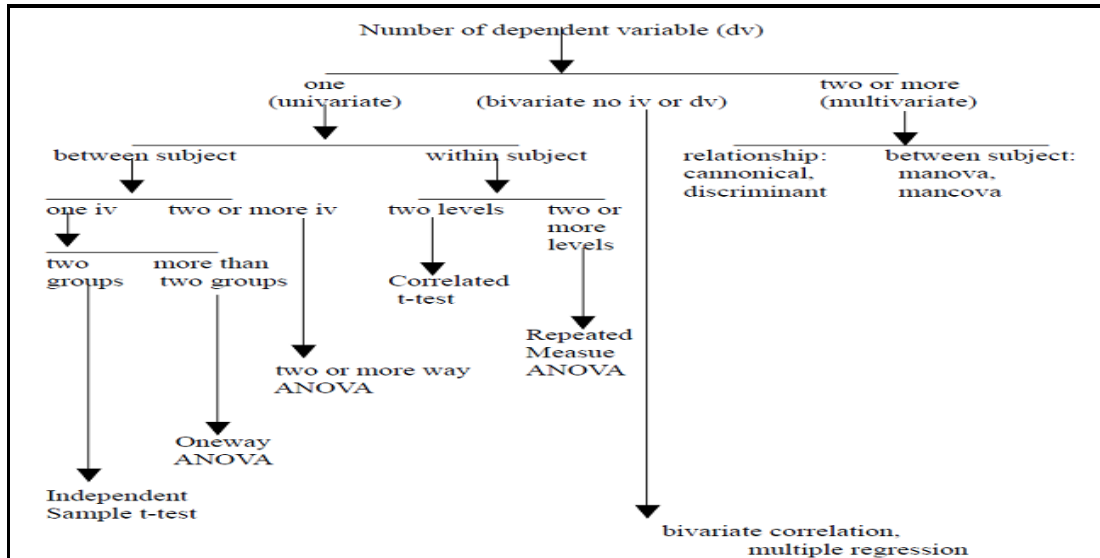 Number of dependent variable (dv)
one
(univariate)
(bivariate no iv or dv)
two or more
(multivariate)
between subject
within subject
relationship:
cannonical,
discriminant
between subject:
manova,
mancova
one iv
two or more iv
two levels
two or
more
levels
two
groups
more than
two groups
Correlated
t-test
Repeated
Measue
ANOVA
two or more way
ANOVA
Oneway
ANOVA
Independent
Sample t-test
bivariate correlation,
multiple regression